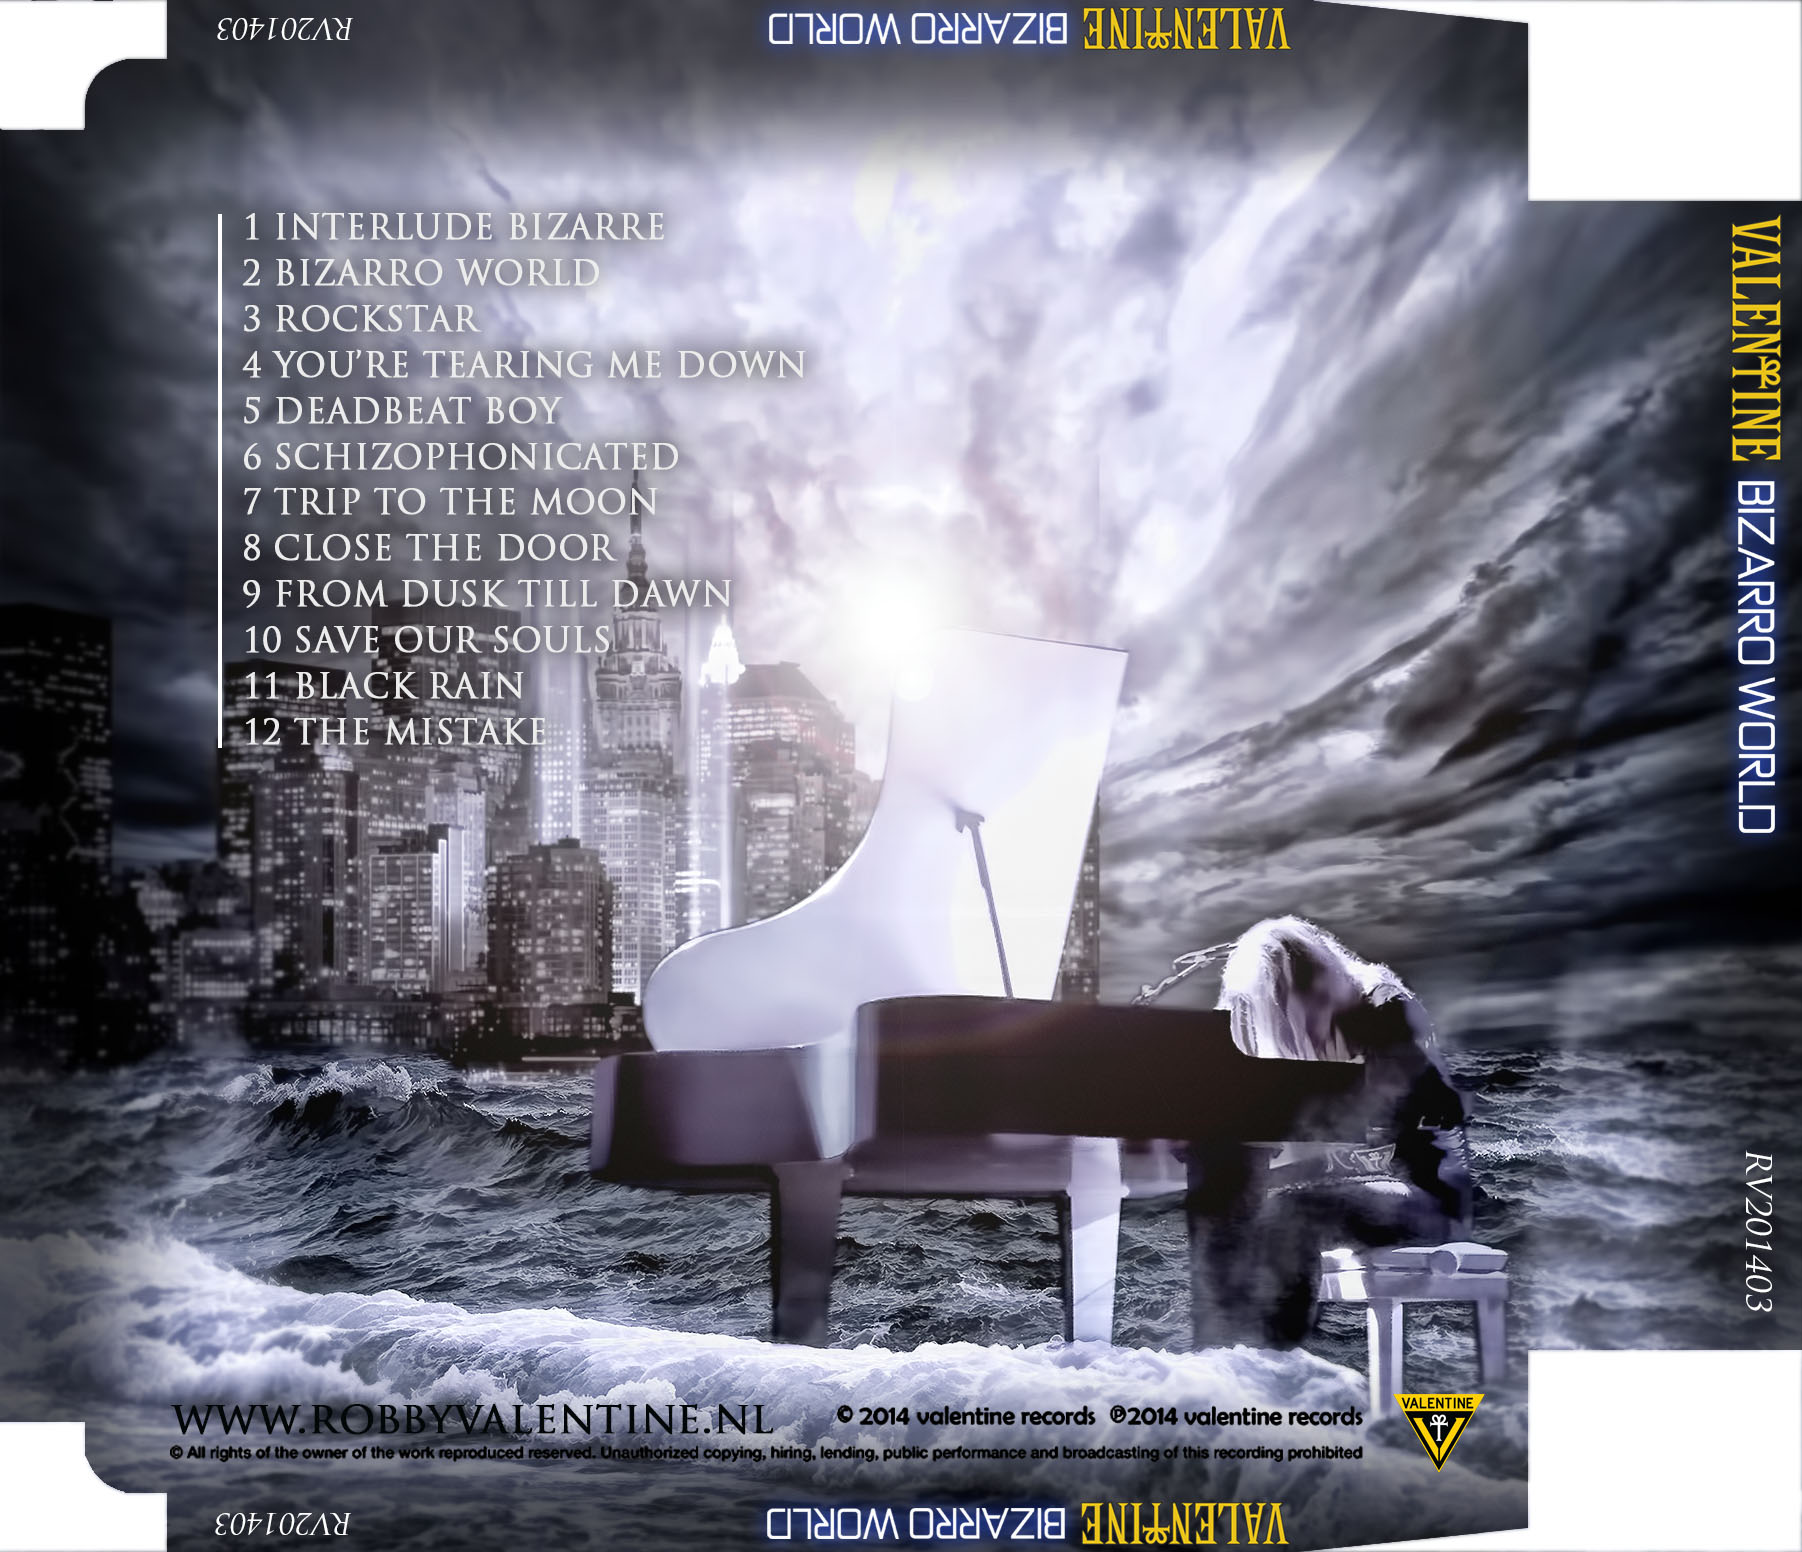 RV201403
VALENTINE BIZARRO WORLD
1 INTERLUDE BIZARRE
2 BIZARRO WORLD
3 ROCKSTAR
4 YOU'RE TEARING ME DOWN
5 DEADBEAT BOY
6 SCHIZOPHONICATED
7 TRIP TO THE MOON
8 CLOSE THE DOOR
9 FROM DUSK TILL DAWN
10 SAVE OUR SOULS
11 BLACK RAIN
12 THE MISTAKE
VALENTINE BIZARRO WORLD
RV201403
WWW.ROBBYVALENTINE.NL
© 2014 valentine records ℗2014 valentine records
© All rights of the owner of the work reproduced reserved. Unauthorized copying, hiring, lending, public performance and broadcasting of this recording prohibited
VALENTINE
RV201403
VALENTINE BIZARRO WORLD